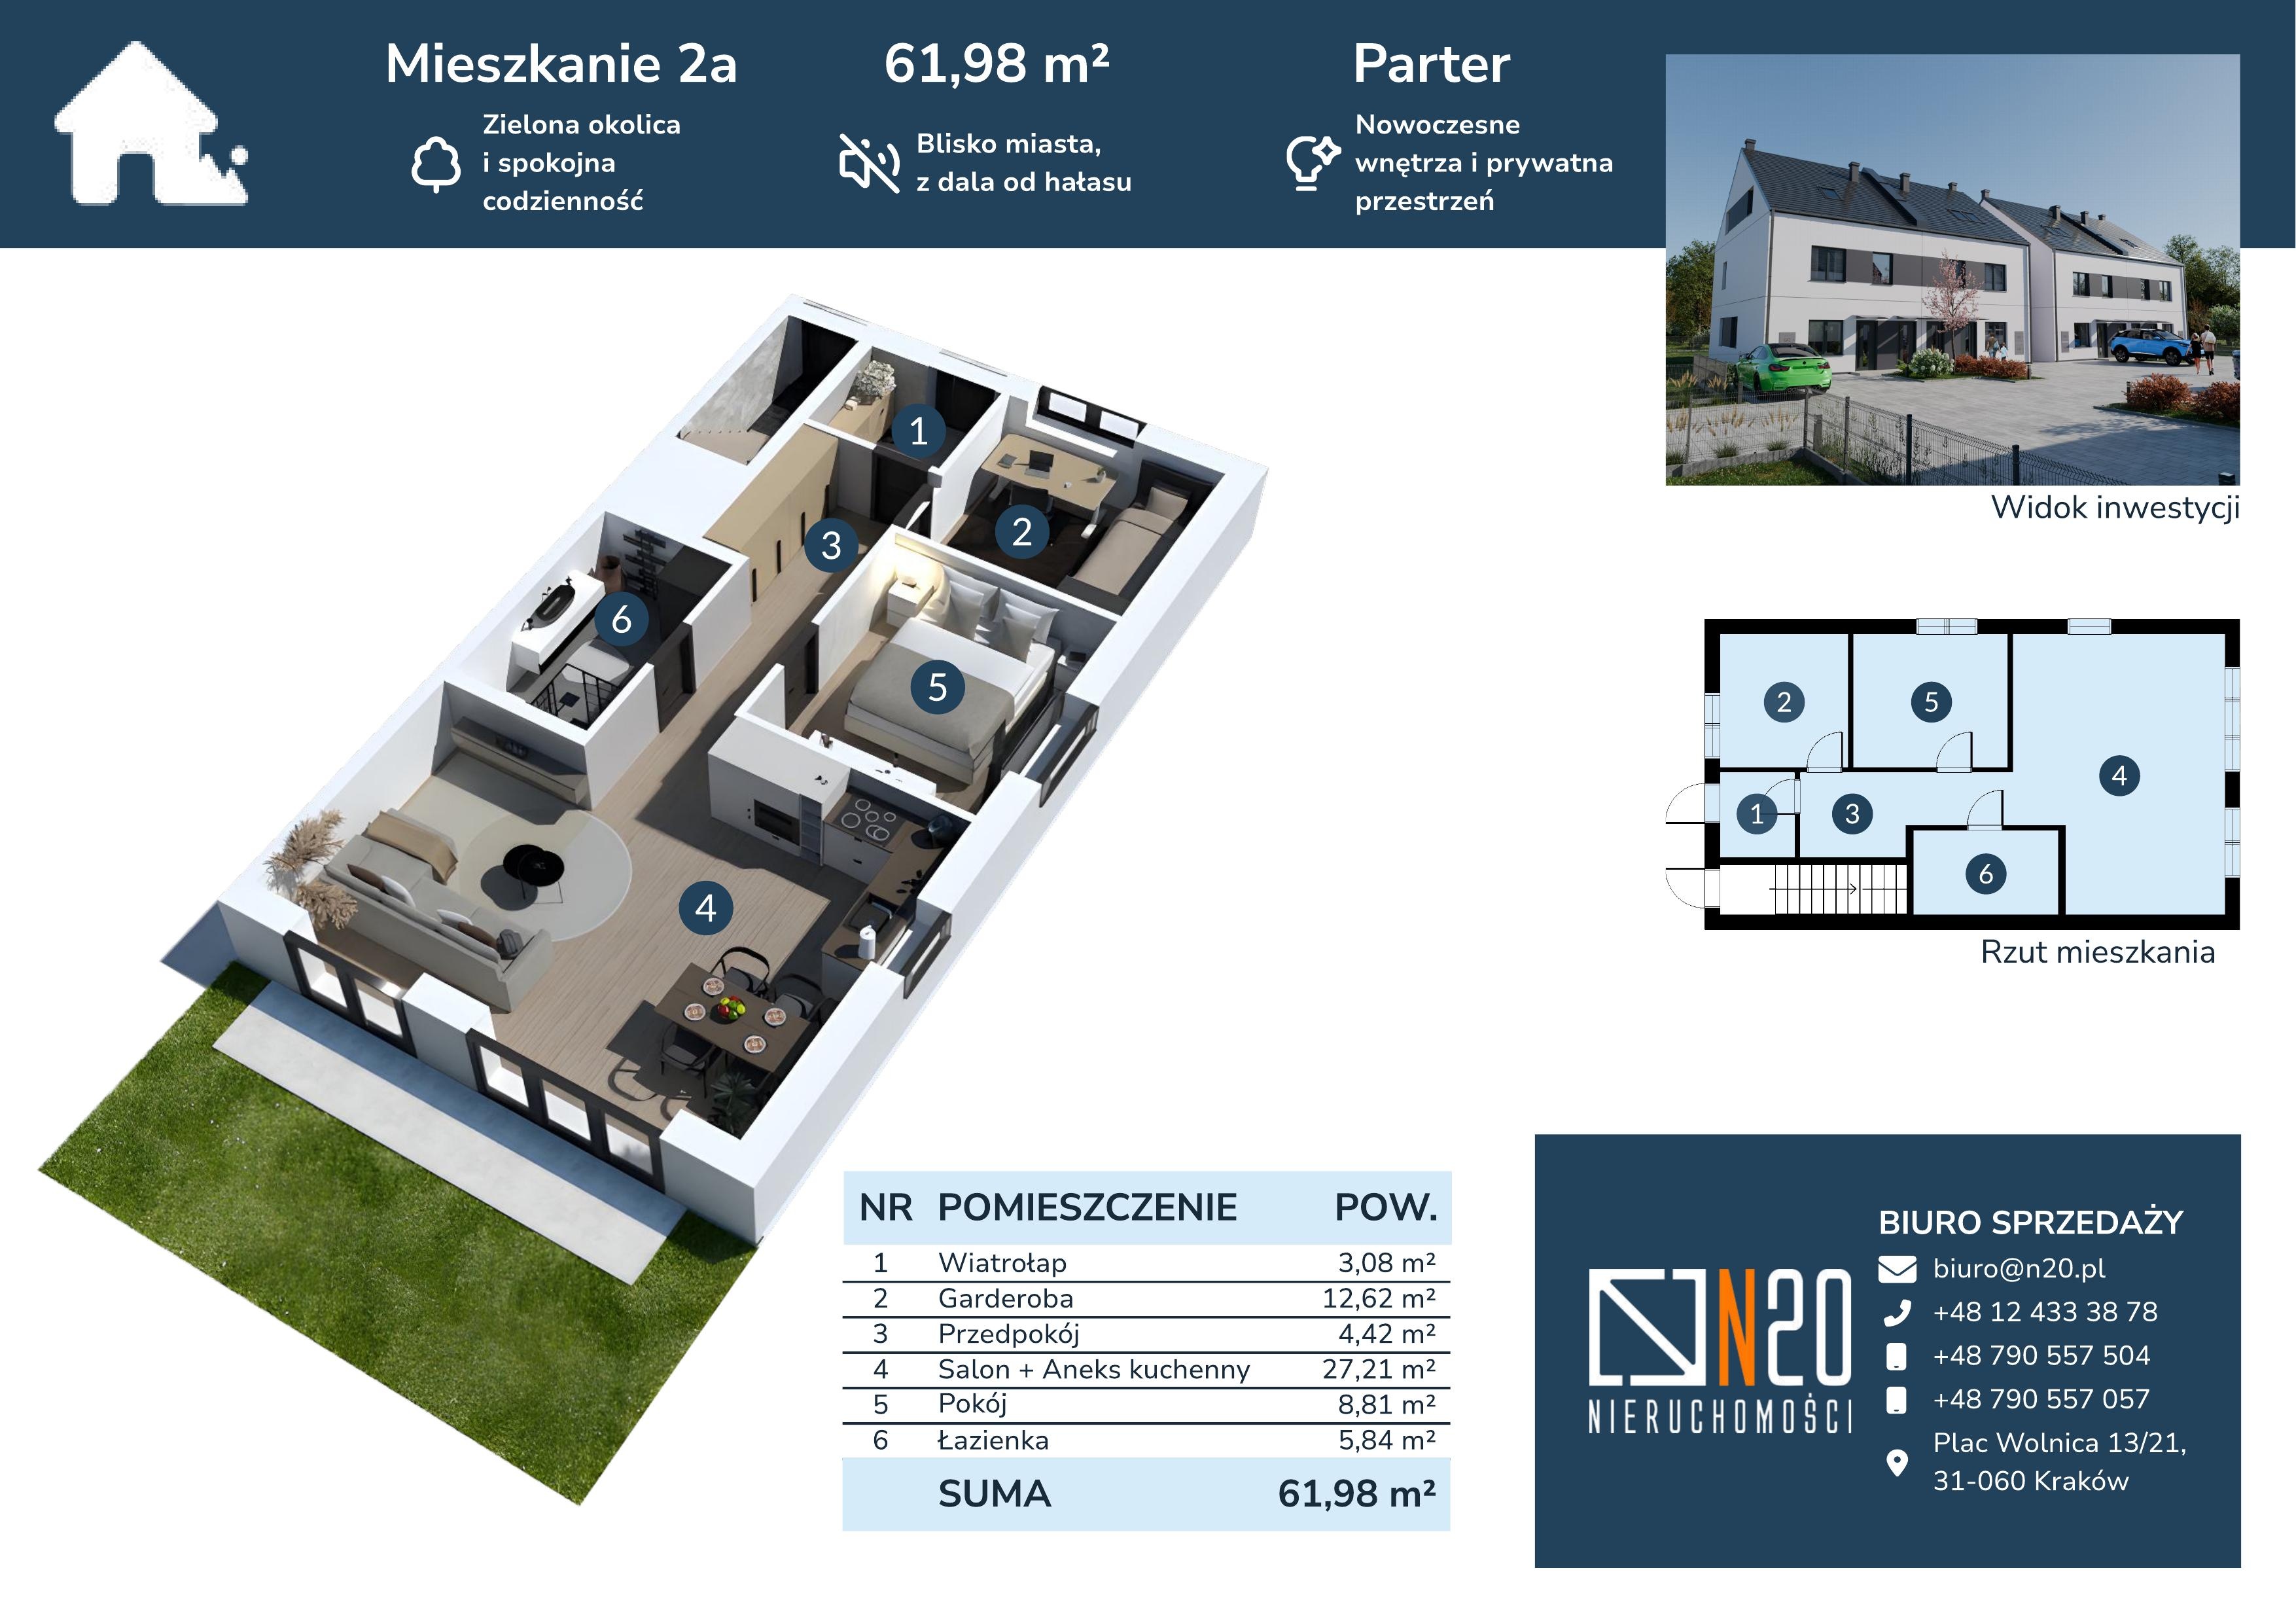 Mieszkanie 2a
Zielona okolica
i spokojna
codzienność
61,98 m²
Blisko miasta,
z dala od hałasu
Parter
Nowoczesne
wnętrza i prywatna
przestrzeń
Widok inwestycji
1
2
3
6
5
4
2
5
4
1
3
6
Rzut mieszkania
NR POMIESZCZENIE POW.
1 Wiatrołap 3,08 m²
2 Garderoba 12,62 m²
3 Przedpokój 4,42 m²
4 Salon + Aneks kuchenny 27,21 m²
5 Pokój 8,81 m²
6 Łazienka 5,84 m²
SUMA 61,98 m²
N20
NIERUCHOMOŚCI
BIURO SPRZEDAŻY
biuro@n20.pl
+48 12 433 38 78
+48 790 557 504
+48 790 557 057
Plac Wolnica 13/21,
31-060 Kraków